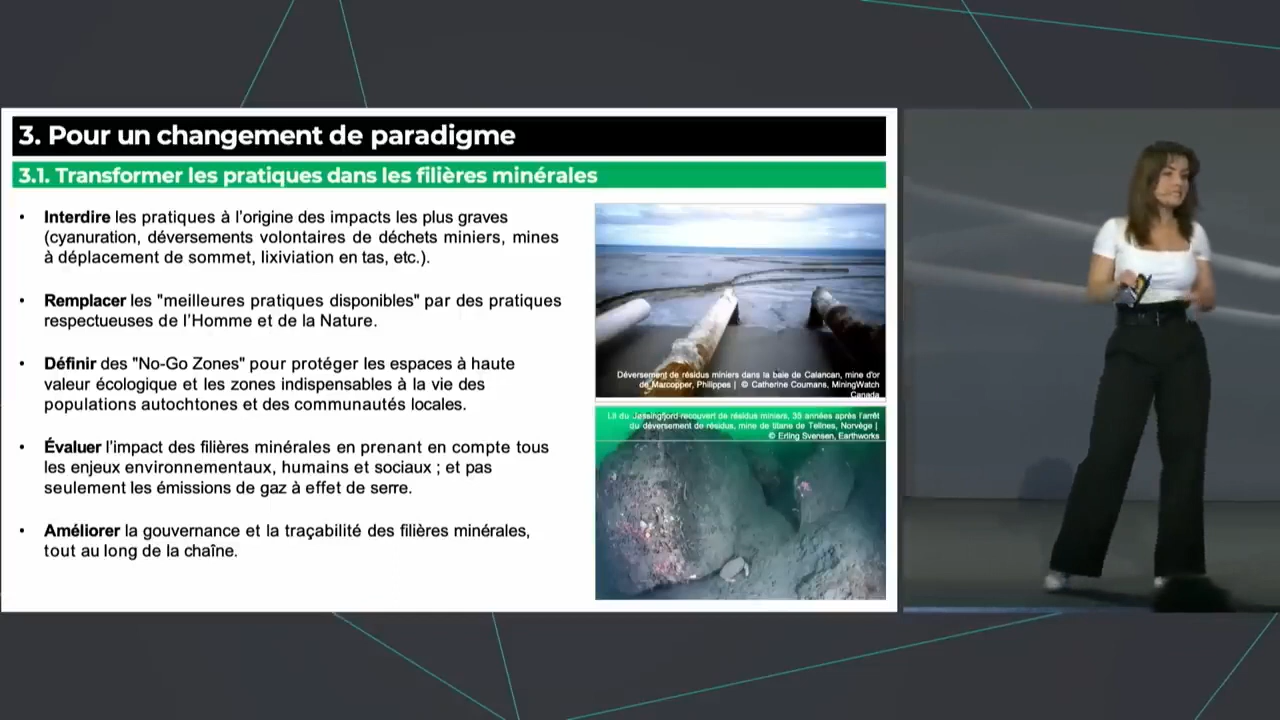 3. Pour un changement de paradigme
3.1. Transformer les pratiques dans les filières minérales
• Interdire les pratiques à l'origine des impacts les plus graves
(cyanuration, déversements volontaires de déchets miniers, mines
à déplacement de sommet, lixiviation en tas, etc.).
• Remplacer les "meilleures pratiques disponibles" par des pratiques
respectueuses de l'Homme et de la Nature.
• Définir des "No-Go Zones" pour protéger les espaces à haute
valeur écologique et les zones indispensables à la vie des
populations autochtones et des communautés locales.
• Évaluer l'impact des filières minérales en prenant en compte tous
les enjeux environnementaux, humains et sociaux ; et pas
seulement les émissions de gaz à effet de serre.
• Améliorer la gouvernance et la traçabilité des filières minérales,
tout au long de la chaîne.
Déversement de résidus miniers dans la baie de Calancan, mine d'or
de Marcopper, Philippes | © Catherine Coumans, MiningWatch
Canada
Lit du Jøssingfjord recouvert de résidus miniers, 35 années après l'arrêt
du déversement de résidus, mine de titane de Tellnes, Norvège |
© Erling Svensen, Earthworks